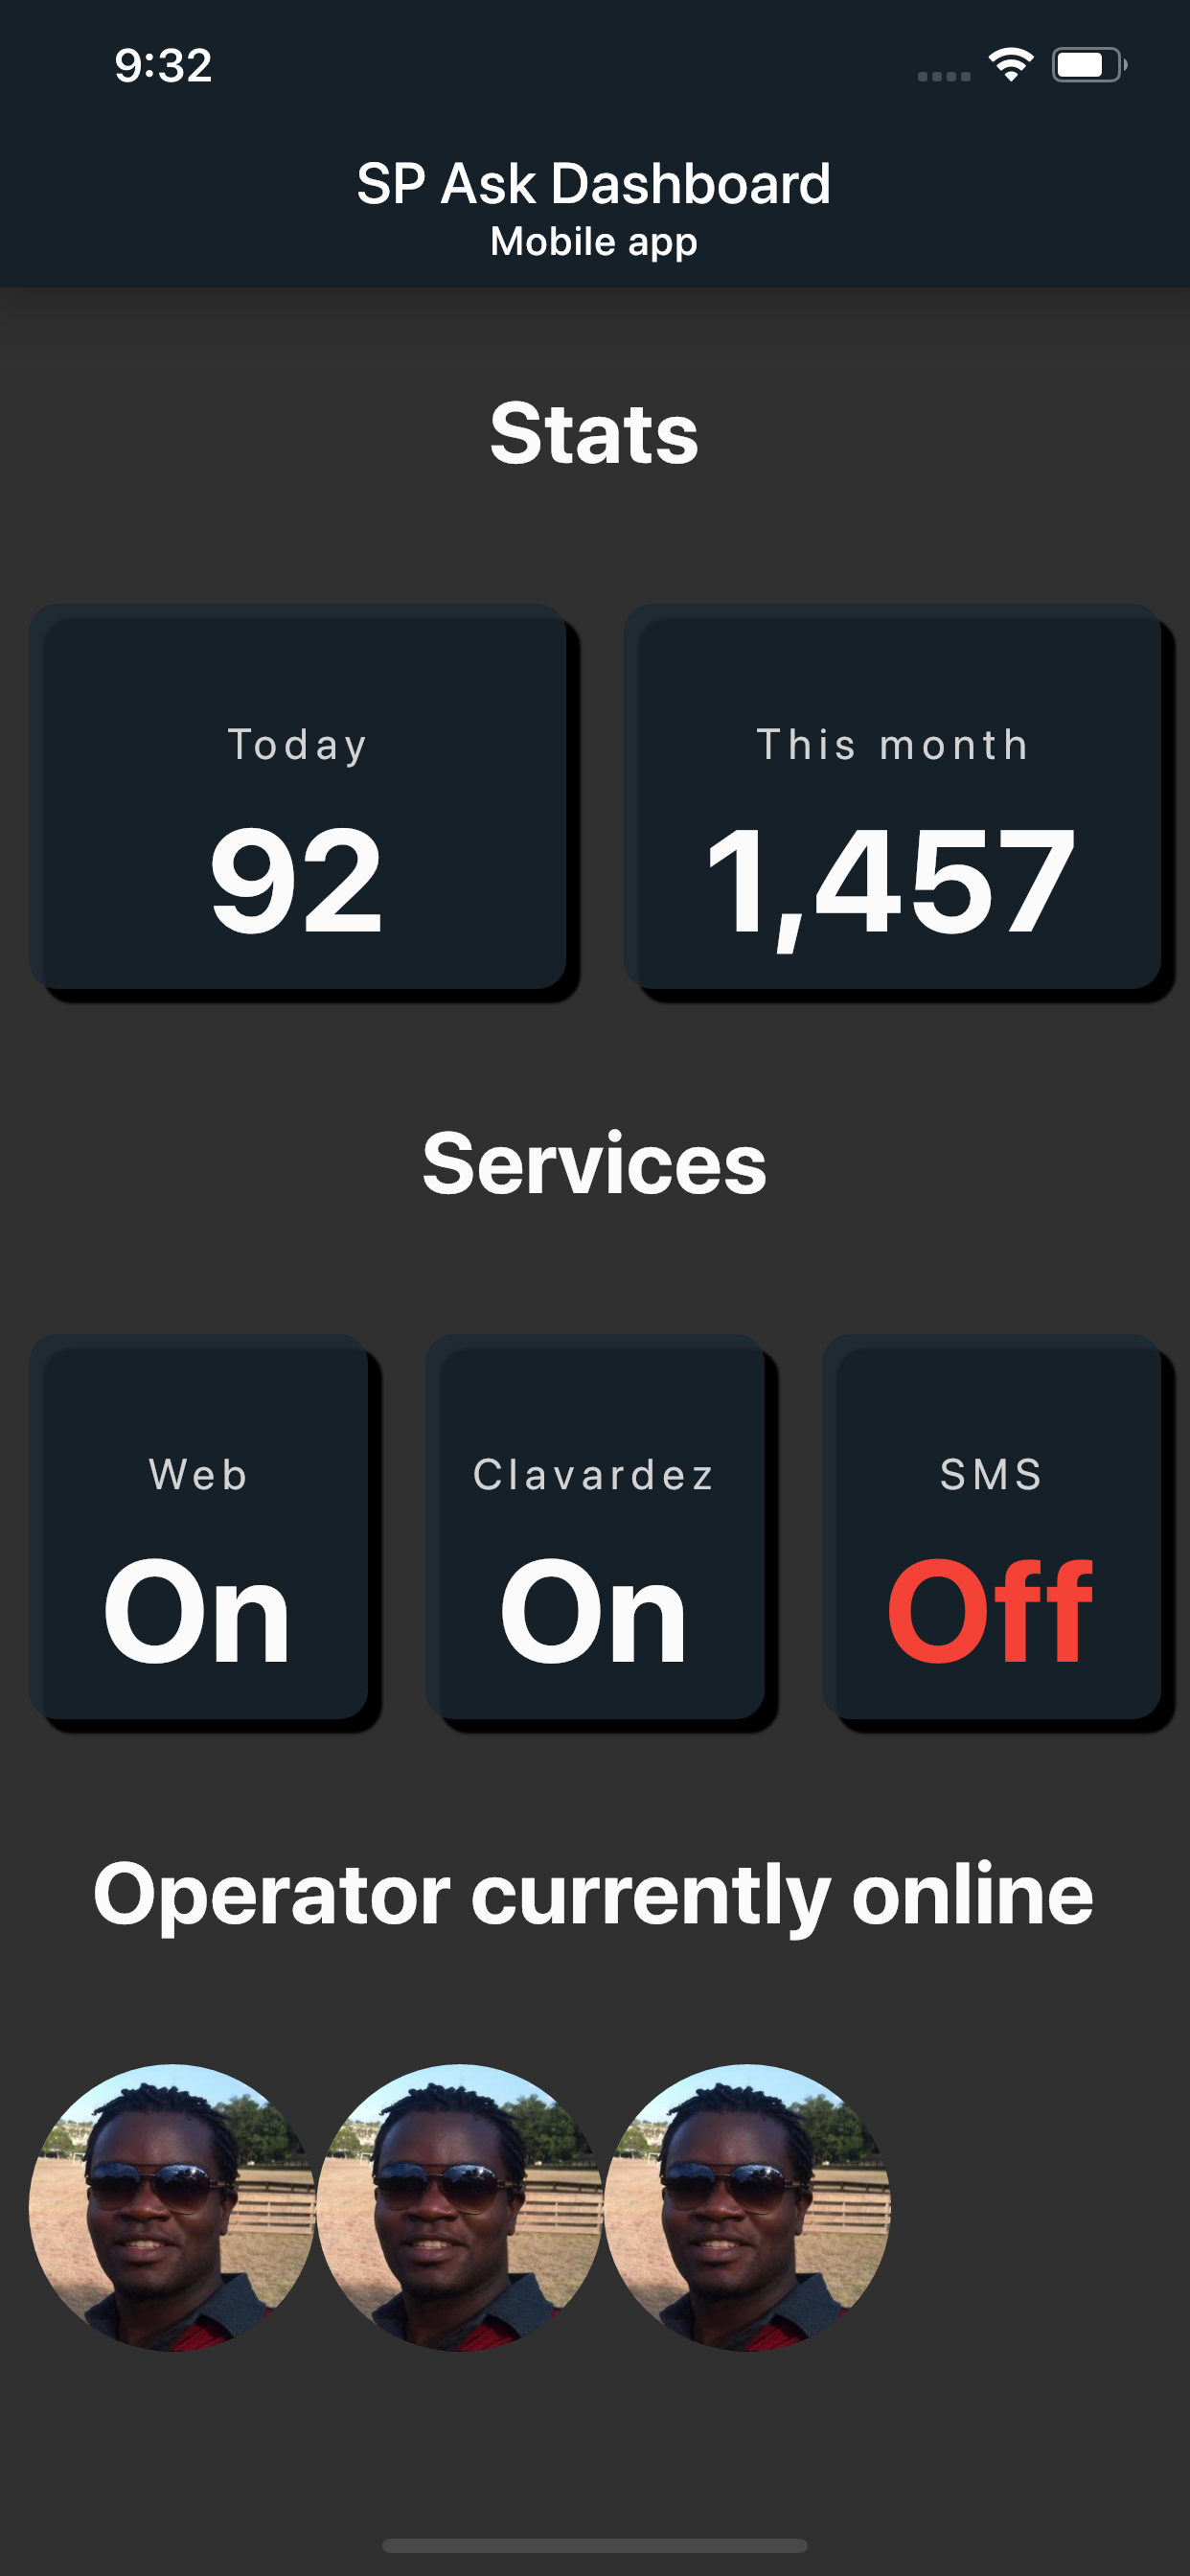 9:32
SP Ask Dashboard
Mobile app
Stats
Today
This month
92
1,457
Services
Web
Clavardez
SMS
On
On
Off
Operator currently online